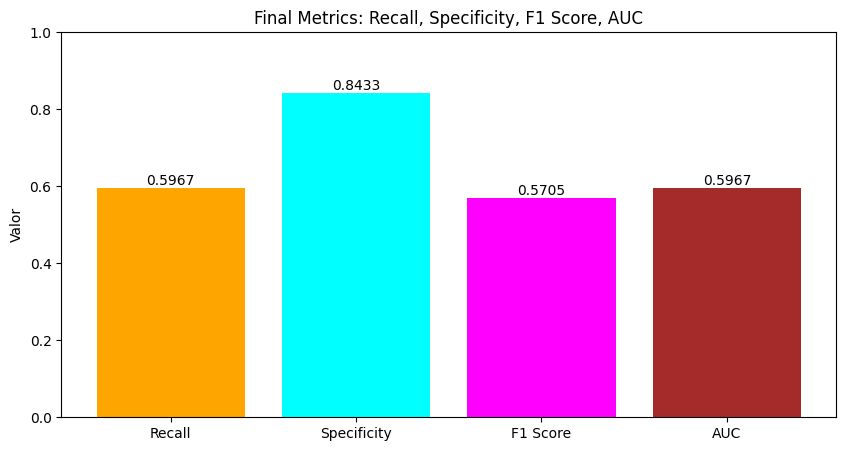 Final Metrics: Recall, Specificity, F1 Score, AUC
1.0
0.8
0.6
0.4
0.2
0.0
Valor
0.5967
0.8433
0.5705
0.5967
Recall
Specificity
F1 Score
AUC